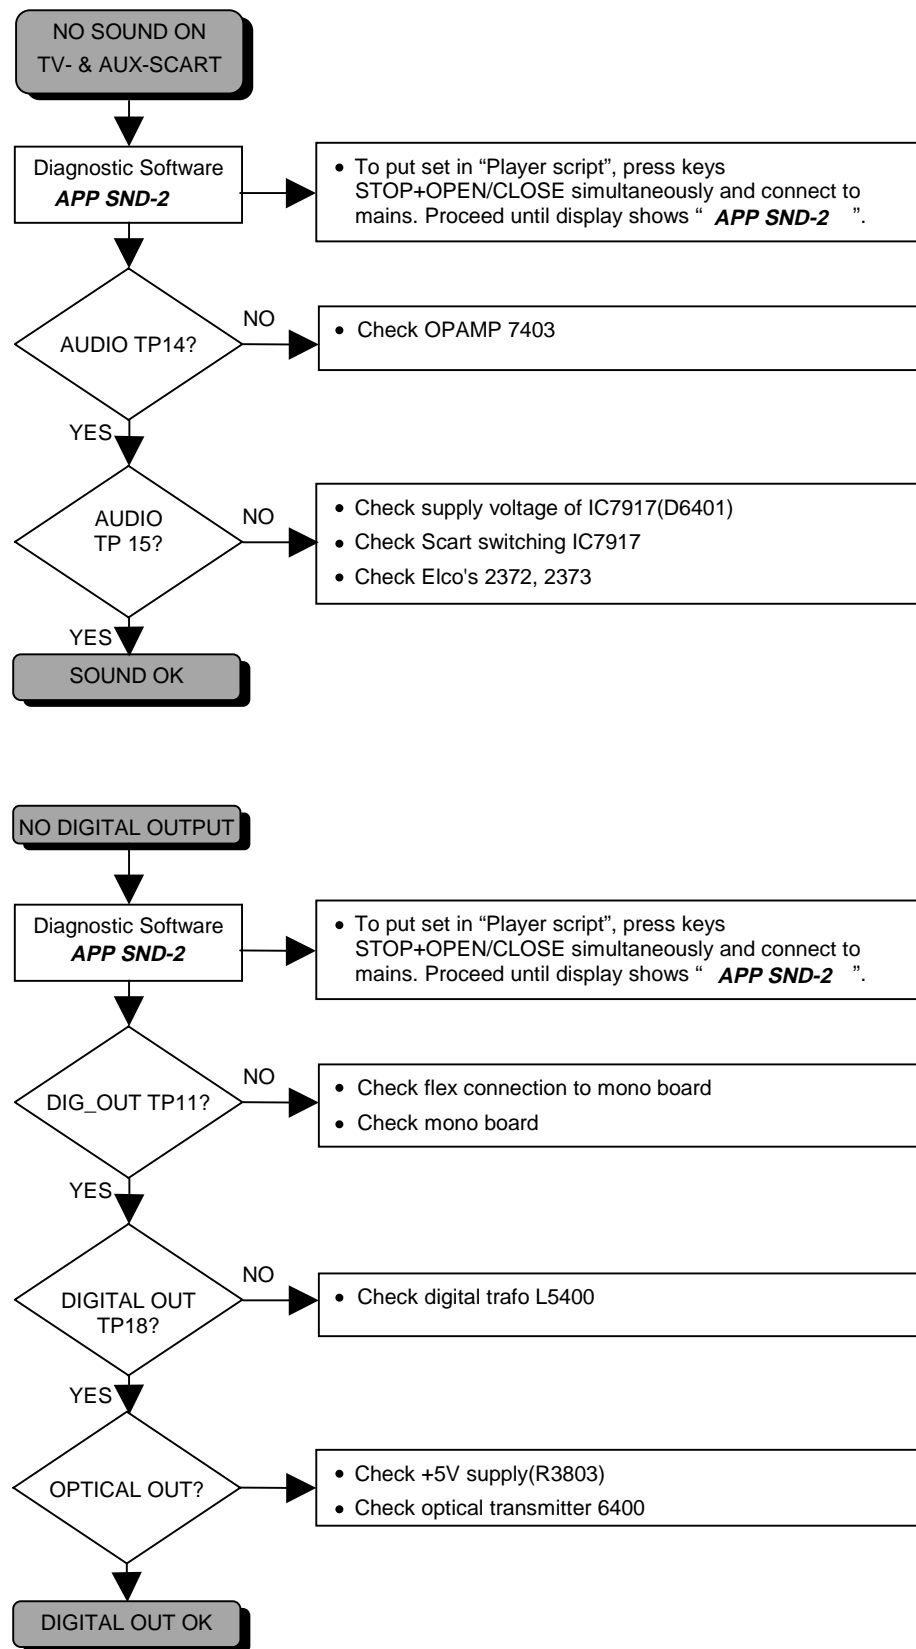 NO SOUND ON
TV- & AUX-SCART
Diagnostic Software
APP SND-2
• To put set in “Player script”, press keys
STOP+OPEN/CLOSE simultaneously and connect to
mains. Proceed until display shows “ APP SND-2 ”.
AUDIO TP14?
NO
• Check OPAMP 7403
YES
AUDIO
TP 15?
NO
• Check supply voltage of IC7917(D6401)
• Check Scart switching IC7917
• Check Elco's 2372, 2373
YES
SOUND OK
NO DIGITAL OUTPUT
Diagnostic Software
APP SND-2
• To put set in “Player script”, press keys
STOP+OPEN/CLOSE simultaneously and connect to
mains. Proceed until display shows “ APP SND-2 ”.
DIG_OUT TP11?
NO
• Check flex connection to mono board
• Check mono board
YES
DIGITAL OUT
TP18?
NO
• Check digital trafo L5400
YES
OPTICAL OUT?
• Check +5V supply(R3803)
• Check optical transmitter 6400
DIGITAL OUT OK